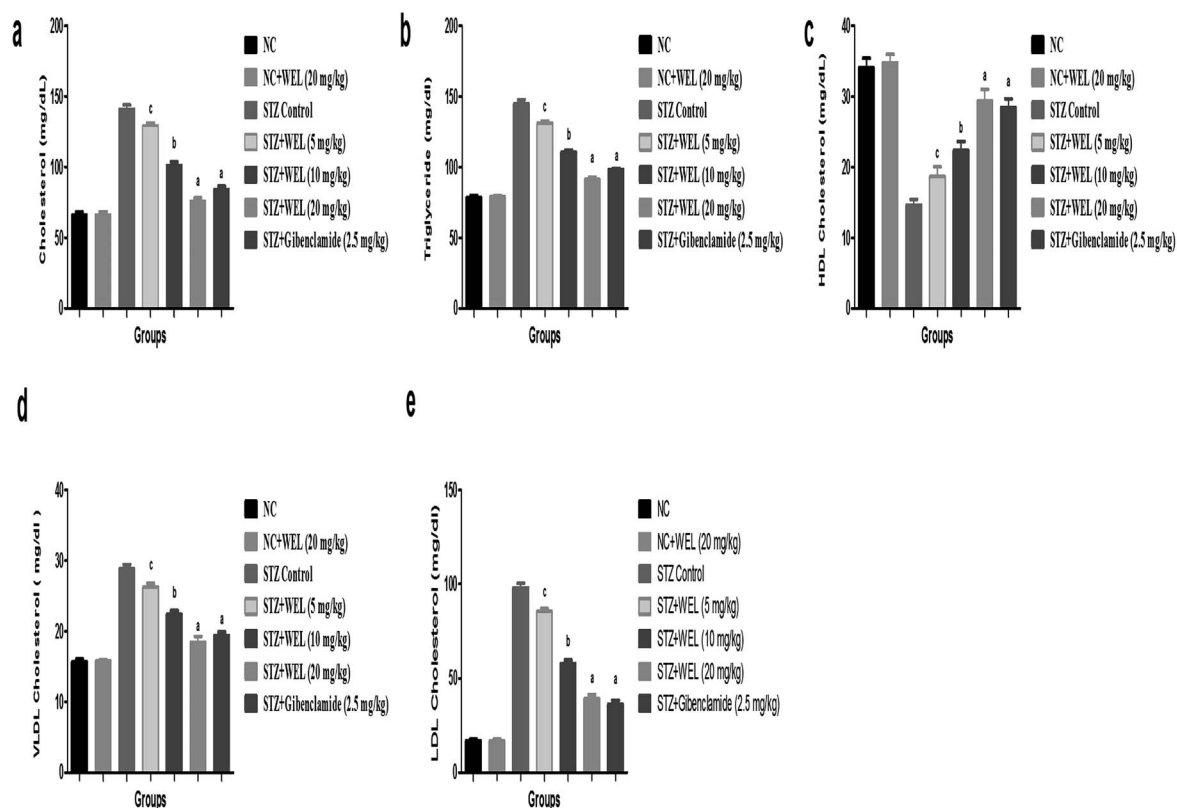 a
Cholesterol (mg/dL)
200
150
100
50
0
c
b
a
a
Groups
NC
NC+WEL (20 mg/kg)
STZ Control
STZ+WEL (5 mg/kg)
STZ+WEL (10 mg/kg)
STZ+WEL (20 mg/kg)
STZ+Gibenclamide (2.5 mg/kg)
b
Triglyceride (mg/dl)
200
150
100
50
0
c
b
a
a
Groups
NC
NC+WEL (20 mg/kg)
STZ Control
STZ+WEL (5 mg/kg)
STZ+WEL (10 mg/kg)
STZ+WEL (20 mg/kg)
STZ+Gibenclamide (2.5 mg/kg)
c
HDL Cholesterol (mg/dL)
40
30
20
10
0
c
b
a
a
Groups
NC
NC+WEL (20 mg/kg)
STZ Control
STZ+WEL (5 mg/kg)
STZ+WEL (10 mg/kg)
STZ+WEL (20 mg/kg)
STZ+Gibenclamide (2.5 mg/kg)
d
VLDL Cholesterol ( mg/dl )
40
30
20
10
0
c
b
a
a
Groups
NC
NC+WEL (20 mg/kg)
STZ Control
STZ+WEL (5 mg/kg)
STZ+WEL (10 mg/kg)
STZ+WEL (20 mg/kg)
STZ+Gibenclamide (2.5 mg/kg)
e
LDL Cholesterol (mg/dl)
150
100
50
0
c
b
a
a
Groups
NC
NC+WEL (20 mg/kg)
STZ Control
STZ+WEL (5 mg/kg)
STZ+WEL (10 mg/kg)
STZ+WEL (20 mg/kg)
STZ+Gibenclamide (2.5 mg/kg)